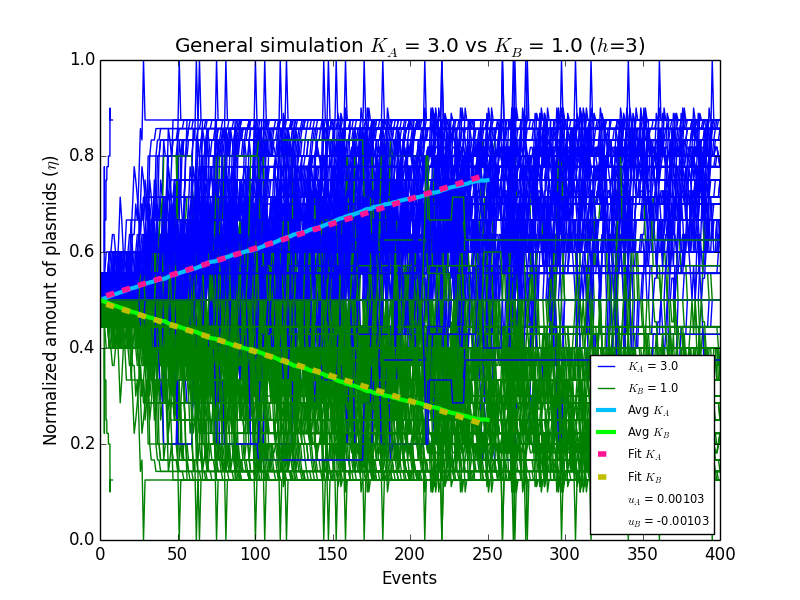 General simulation K_A = 3.0 vs K_B = 1.0 (h=3)
Normalized amount of plasmids (η)
1.0
0.8
0.6
0.4
0.2
0.0
K_A = 3.0
K_B = 1.0
Avg K_A
Avg K_B
Fit K_A
Fit K_B
u_A = 0.00103
u_B = -0.00103
0 50 100 150 200 250 300 350 400
Events